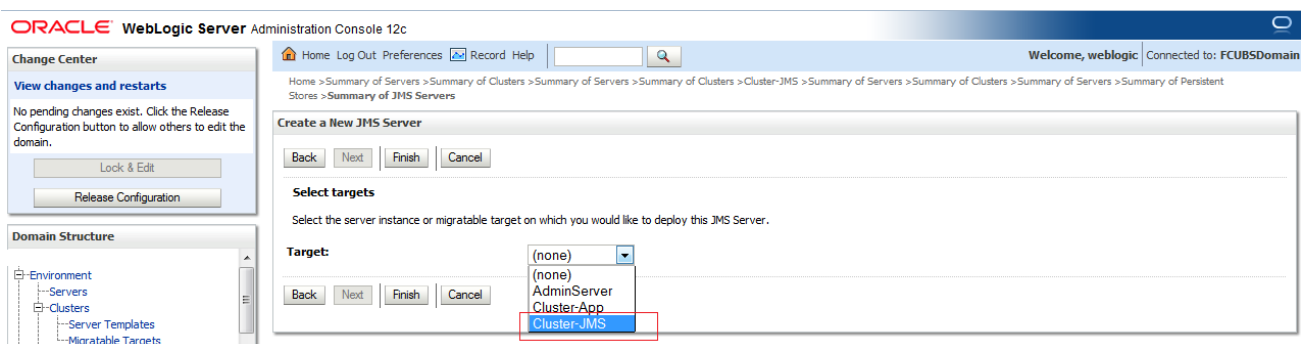 ORACLE WebLogic Server Administration Console 12c
Change Center
View changes and restarts
No pending changes exist. Click the Release
Configuration button to allow others to edit the
domain.
Lock & Edit
Release Configuration
Domain Structure
Environment
Servers
Clusters
Server Templates
Migratable Targets
Home Log Out Preferences Record Help
Welcome, weblogic Connected to: FCUBSDomain
Home >Summary of Servers >Summary of Clusters >Summary of Servers >Summary of Clusters >Cluster-JMS >Summary of Servers >Summary of Clusters >Summary of Servers >Summary of Persistent
Stores >Summary of JMS Servers
Create a New JMS Server
Back Next Finish Cancel
Select targets
Select the server instance or migratable target on which you would like to deploy this JMS Server.
Target: (none)
(none)
AdminServer
Cluster-App
Cluster-JMS
Back Next Finish Cancel